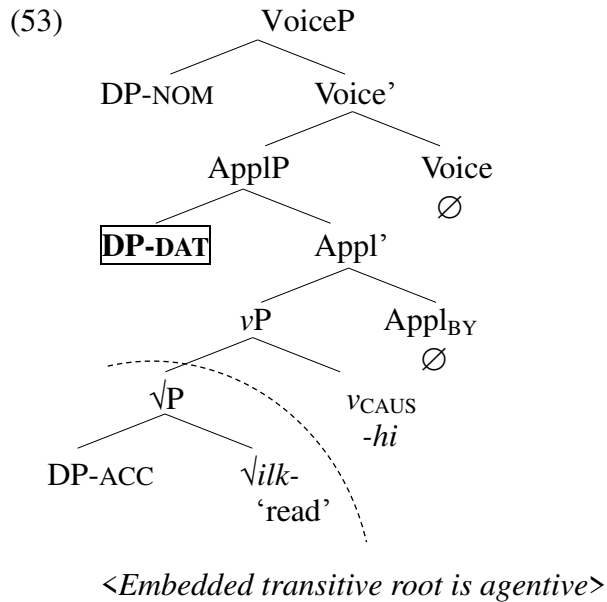 (53) VoiceP
DP-NOM Voice’
ApplP Voice
∅
DP-DAT Appl’
vP ApplBY
∅
√P vCAUS
-hi
DP-ACC √ilk-
‘read’
<Embedded transitive root is agentive>